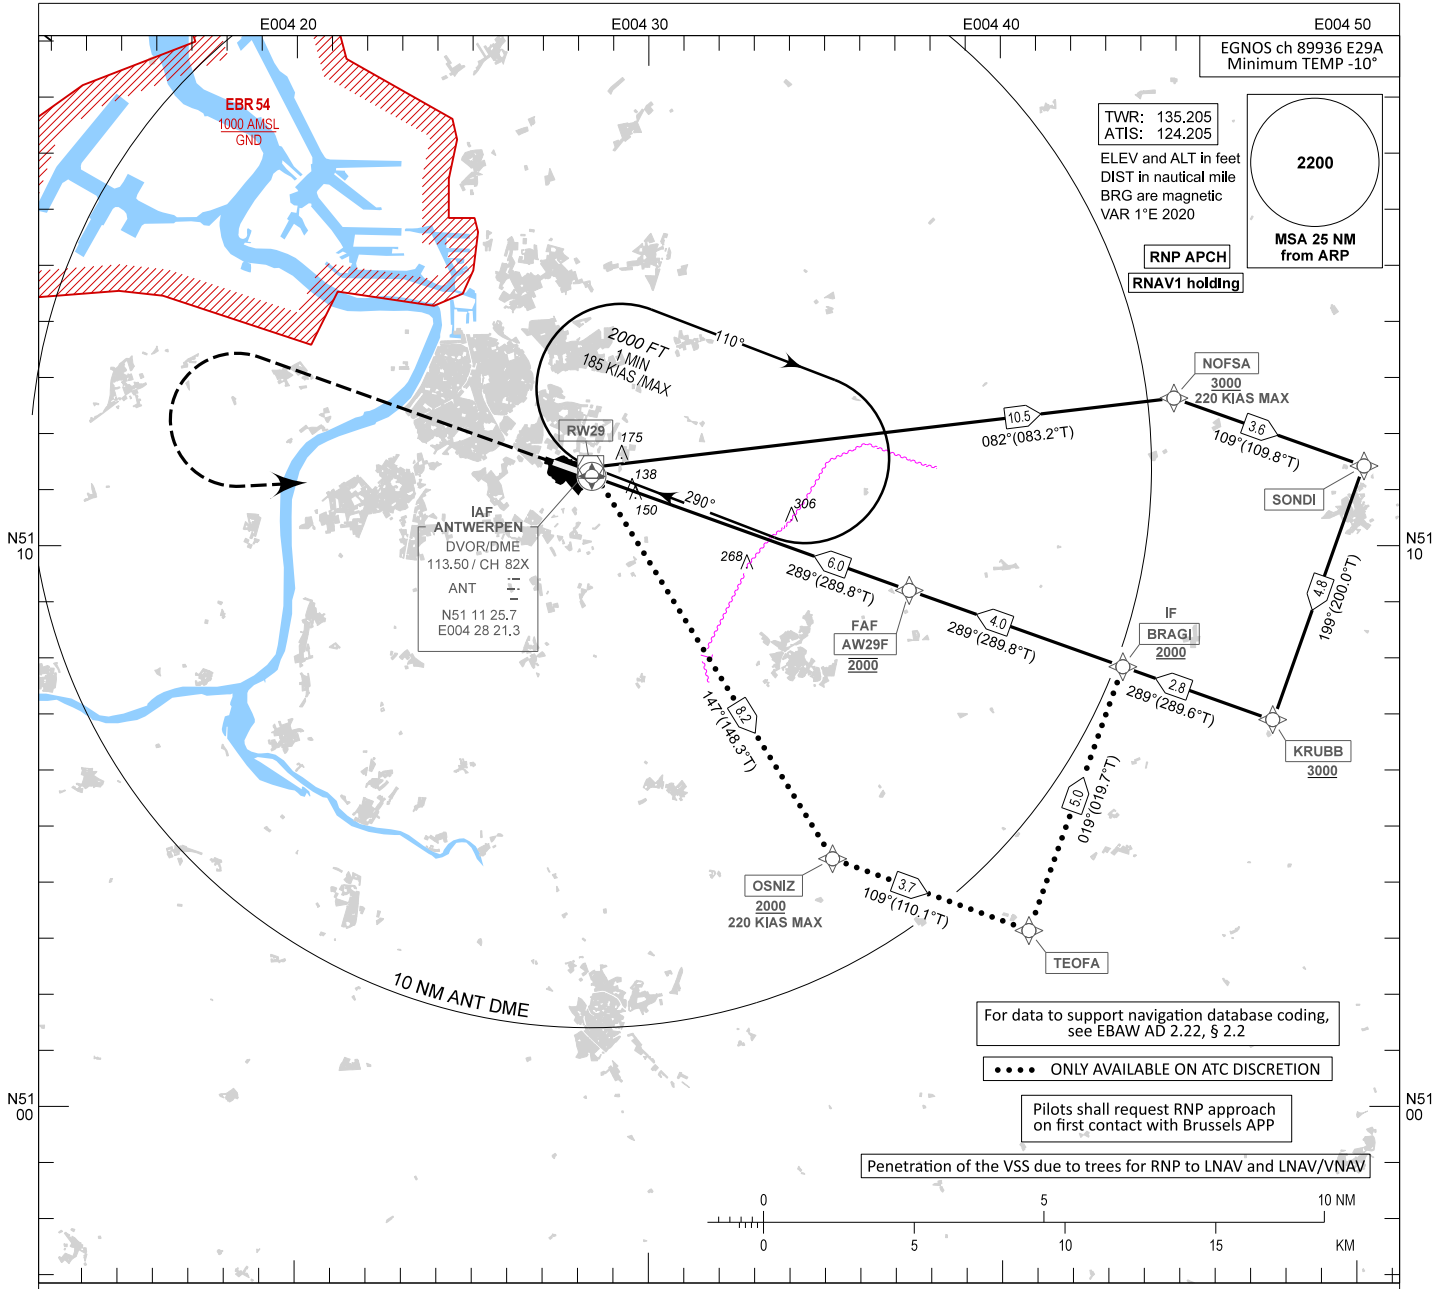 E004 20
E004 30
E004 40
E004 50
EGNOS ch 89936 E29A
Minimum TEMP -10°
EBR 54
1000 AMSL
GND
TWR: 135.205
ATIS: 124.205
ELEV and ALT in feet
DIST in nautical mile
BRG are magnetic
VAR 1°E 2020
2200
MSA 25 NM
from ARP
RNP APCH
RNAV1 holding
2000 FT
1 MIN
185 KIAS MAX
110°
NOFSA
3000
220 KIAS MAX
10.5
082°(083.2°T)
3.6
109°(109.8°T)
SONDI
RW29
175
138
150
290°
306
268
IAF
ANTWERPEN
DVOR/DME
113.50 / CH 82X
ANT
N51 11 25.7
E004 28 21.3
N51
10
N51
10
6.0
289°(289.8°T)
4.0
289°(289.8°T)
FAF
AW29F
2000
IF
BRAGI
2000
4.8
199°(200.0°T)
2.8
289°(289.6°T)
KRUBB
3000
8.2
147°(148.3°T)
5.0
019°(019.7°T)
OSNIZ
2000
220 KIAS MAX
3.7
109°(110.1°T)
TEOFA
10 NM ANT DME
For data to support navigation database coding,
see EBAW AD 2.22, § 2.2
ONLY AVAILABLE ON ATC DISCRETION
N51
00
N51
00
Pilots shall request RNP approach
on first contact with Brussels APP
Penetration of the VSS due to trees for RNP to LNAV and LNAV/VNAV
0 5 10 NM
0 5 10 15 KM